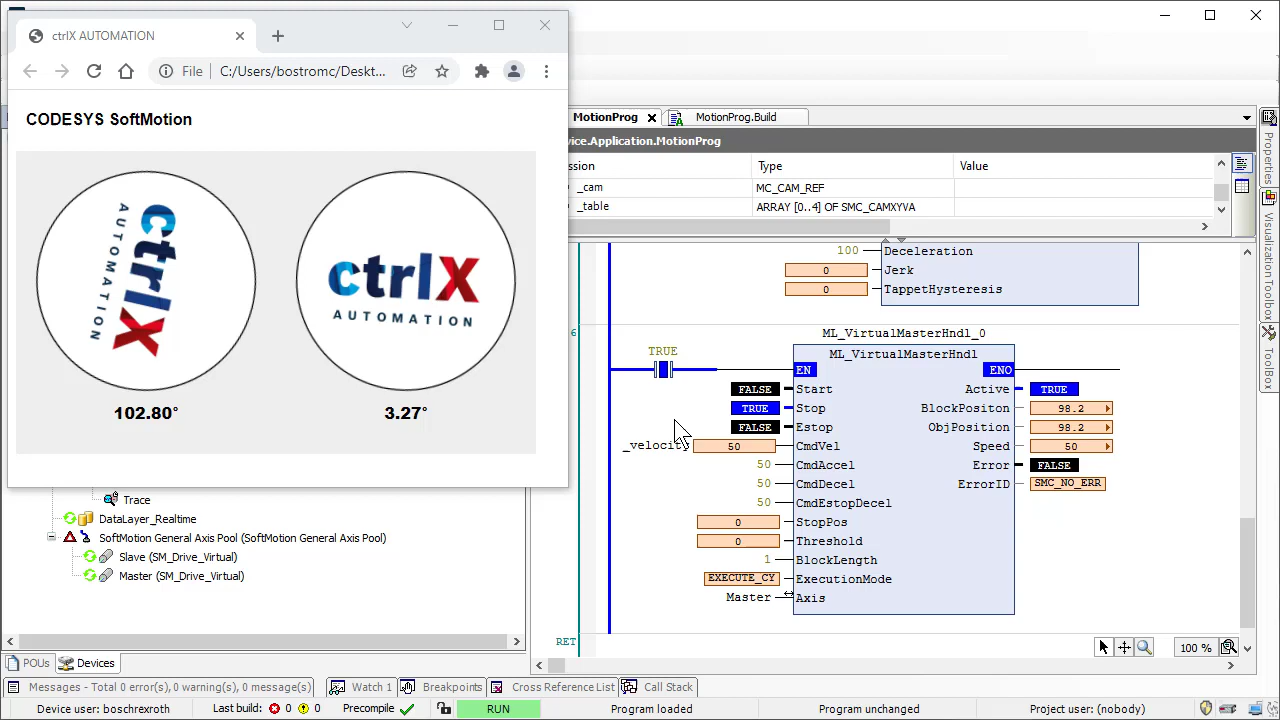 ctrlX AUTOMATION
File C:/Users/bostromc/Deskt...
CODESYS SoftMotion
AUTOMATION
ctrlX
ctrlX
AUTOMATION
102.80°
3.27°
MotionProg
MotionProg.Build
vice.Application.MotionProg
ssion Type Value
_cam MC_CAM_REF
_table ARRAY [0..4] OF SMC_CAMXYVA
100 Deceleration
0 Jerk
0 TappetHysteresis
6
ML_VirtualMasterHndl_0
TRUE
ML_VirtualMasterHndl
EN ENO
FALSE Start Active TRUE
TRUE Stop BlockPositon 98.2
FALSE Estop ObjPosition 98.2
_velocity 50 CmdVel Speed 50
50 CmdAccel Error FALSE
50 CmdDecel ErrorID SMC_NO_ERR
50 CmdEstopDecel
0 StopPos
0 Threshold
1 BlockLength
EXECUTE_CY ExecutionMode
Master Axis
RET
100 %
Trace
DataLayer_Realtime
SoftMotion General Axis Pool (SoftMotion General Axis Pool)
Slave (SM_Drive_Virtual)
Master (SM_Drive_Virtual)
POUs Devices
Properties
VisualizationToolbox
ToolBox
Messages - Total 0 error(s), 0 warning(s), 0 message(s)
Watch 1
Breakpoints
Cross Reference List
Call Stack
Device user: boschrexroth
Last build: 0 0
Precompile
RUN
Program loaded
Program unchanged
Project user: (nobody)